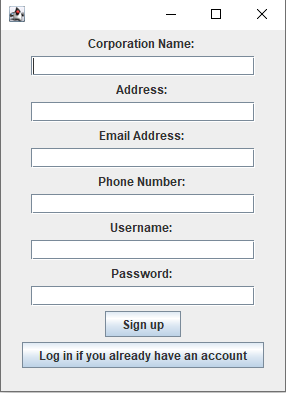 Corporation Name:
Address:
Email Address:
Phone Number:
Username:
Password:
Sign up
Log in if you already have an account